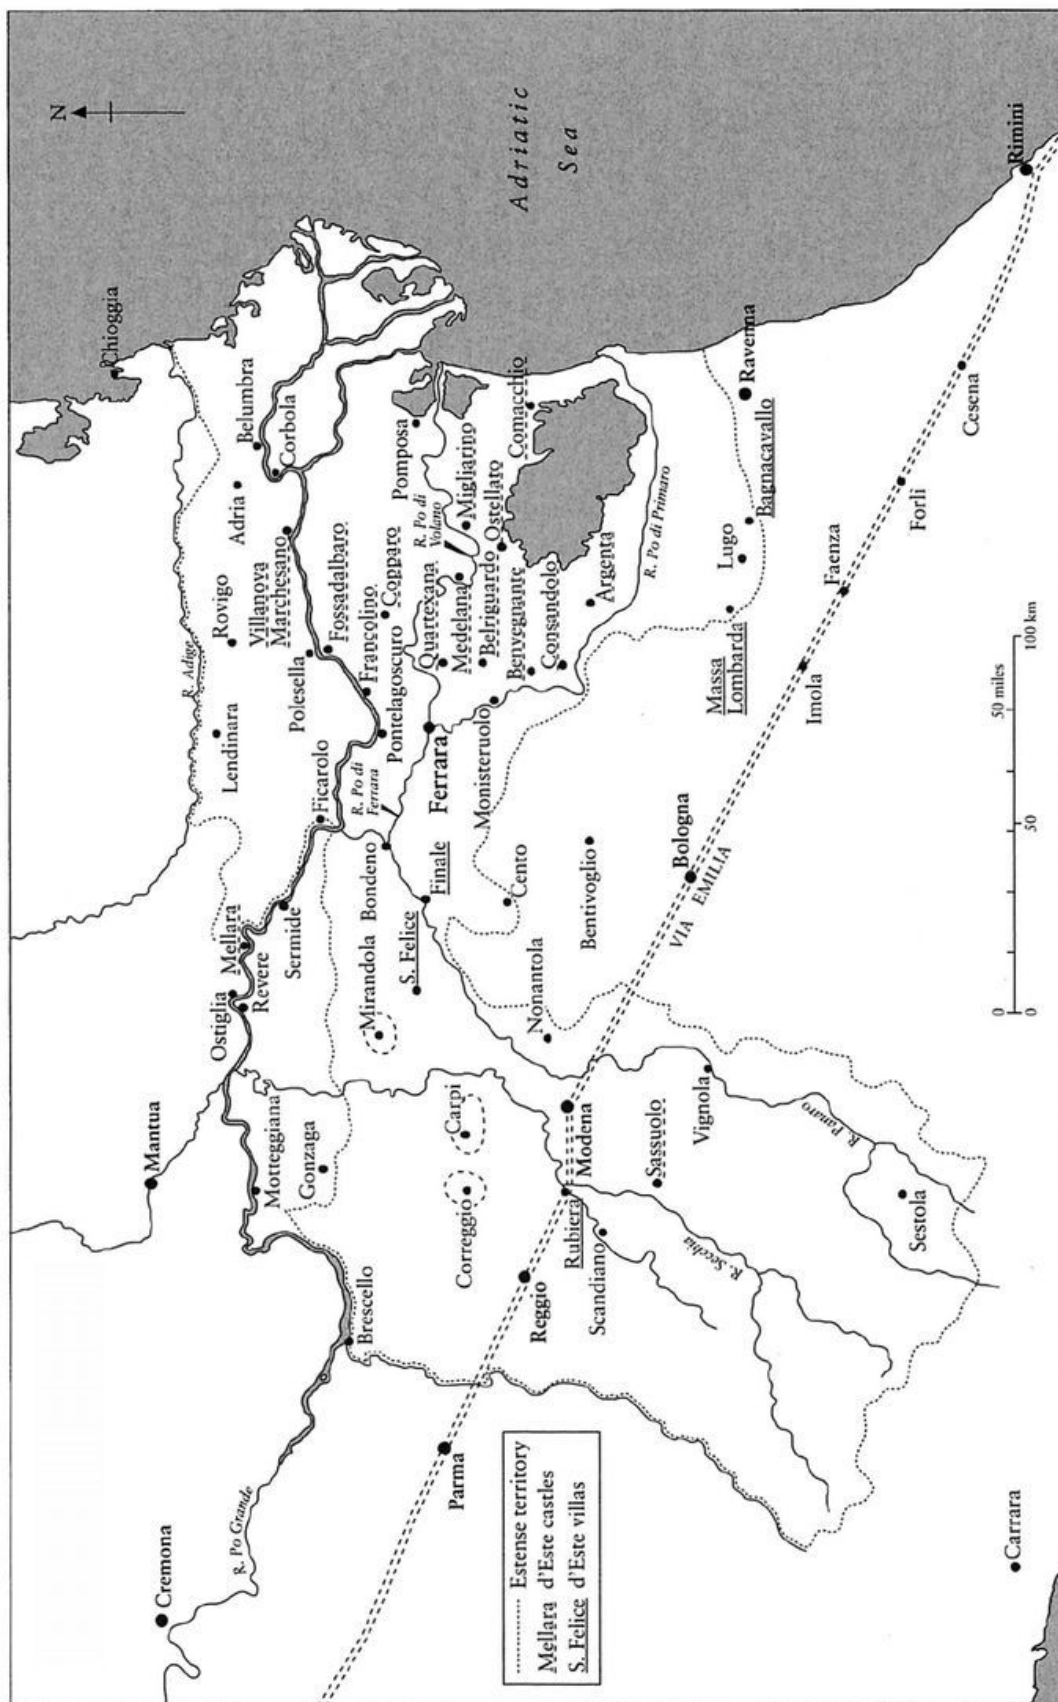 N
Adriatic
Sea
Chioggia
Cremona
Mantua
R. Po Grande
R. Adige
Ostiglia
Mellara
Revere
Sermide
Lendinara
Rovigo
Adria
Belumbra
Corbola
Villanova
Marchesano
Motteggiana
Gonzaga
Ficarolo
Polesella
Fossadalbaro
Francolino
Brescello
Mirandola
Bondeno
R. Po di
Ferrara
Pontelagoscuro
Copparo
Pomposa
R. Po di
Volano
S. Felice
Finale
Ferrara
Quartexana
Medelana
Migliarino
Parma
Correggio
Carpi
Monisteruolo
Belriguardo
Ostellato
Benvegnante
Comacchio
Consandolo
Reggio
Cento
Nonantola
Bentivoglio
Argenta
R. Po di Primaro
Rubiera
Modena
Scandiano
Sassuolo
R. Secchia
Vignola
R. Panaro
Sestola
Bologna
VIA EMILIA
Massa
Lombarda
Lugo
Bagnacavallo
Ravenna
Imola
Faenza
Forli
Cesena
Rimini
Carrara
Estense territory
Mellara d'Este castles
S. Felice d'Este villas
0 50 miles
0 50 100 km